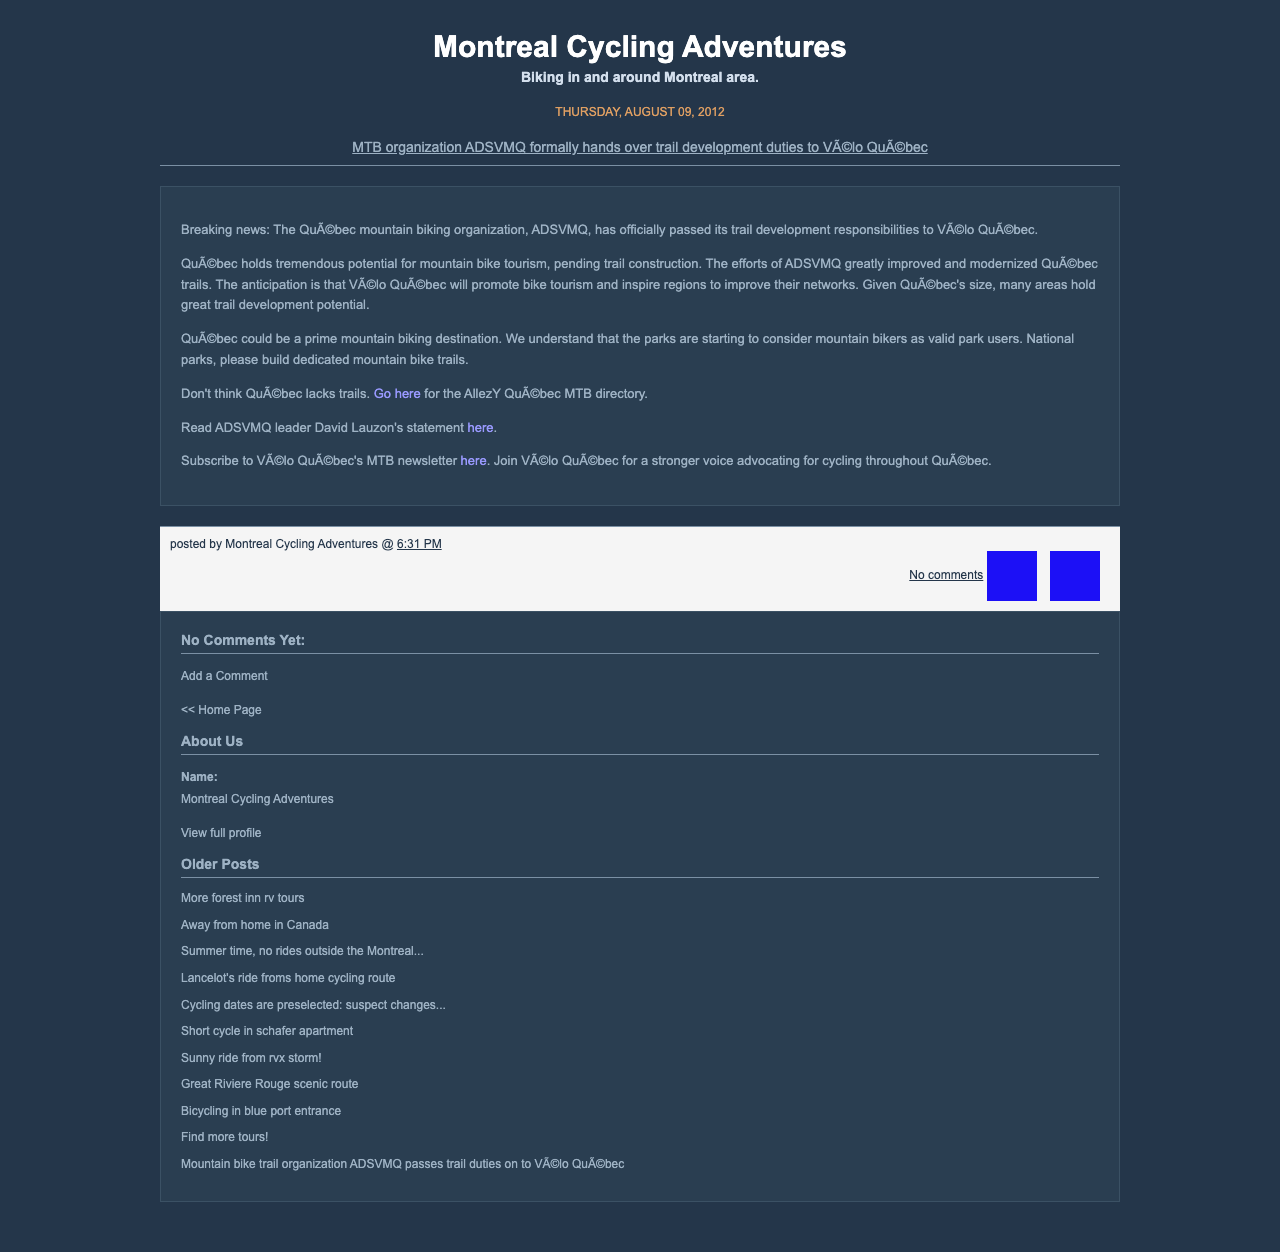 Montreal Cycling Adventures
Biking in and around Montreal area.
THURSDAY, AUGUST 09, 2012
MTB organization ADSVMQ formally hands over trail development duties to VÃ©lo QuÃ©bec
Breaking news: The QuÃ©bec mountain biking organization, ADSVMQ, has officially passed its trail development responsibilities to VÃ©lo QuÃ©bec.
QuÃ©bec holds tremendous potential for mountain bike tourism, pending trail construction. The efforts of ADSVMQ greatly improved and modernized QuÃ©bec
trails. The anticipation is that VÃ©lo QuÃ©bec will promote bike tourism and inspire regions to improve their networks. Given QuÃ©bec's size, many areas hold
great trail development potential.
QuÃ©bec could be a prime mountain biking destination. We understand that the parks are starting to consider mountain bikers as valid park users. National
parks, please build dedicated mountain bike trails.
Don't think QuÃ©bec lacks trails. Go here for the AllezY QuÃ©bec MTB directory.
Read ADSVMQ leader David Lauzon's statement here.
Subscribe to VÃ©lo QuÃ©bec's MTB newsletter here. Join VÃ©lo QuÃ©bec for a stronger voice advocating for cycling throughout QuÃ©bec.
posted by Montreal Cycling Adventures @ 6:31 PM
No comments
No Comments Yet:
Add a Comment
<< Home Page
About Us
Name:
Montreal Cycling Adventures
View full profile
Older Posts
More forest inn rv tours
Away from home in Canada
Summer time, no rides outside the Montreal...
Lancelot's ride froms home cycling route
Cycling dates are preselected: suspect changes...
Short cycle in schafer apartment
Sunny ride from rvx storm!
Great Riviere Rouge scenic route
Bicycling in blue port entrance
Find more tours!
Mountain bike trail organization ADSVMQ passes trail duties on to VÃ©lo QuÃ©bec